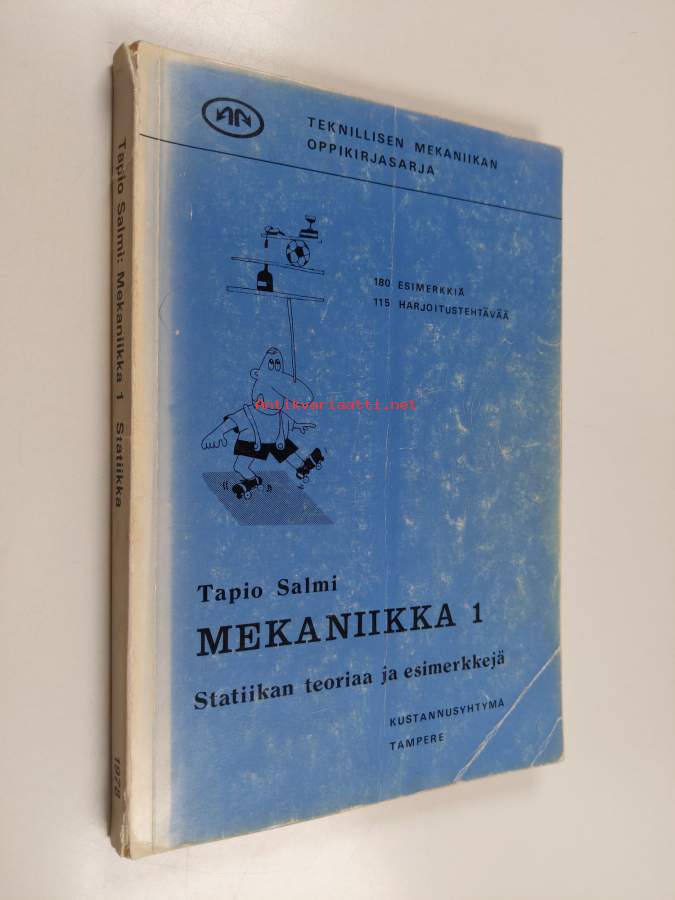 TEKNILLISEN MEKANIIKAN
OPPIKIRJASARJA
180 ESIMERKKIÄ
115 HARJOITUSTEHTÄVÄÄ
Antikvariaatti.net
Tapio Salmi
MEKANIIKKA 1
Statiikan teoriaa ja esimerkkejä
KUSTANNUSYHTYMÄ
TAMPERE
Tapio Salmi: Mekaniikka 1 Statiikka
1978